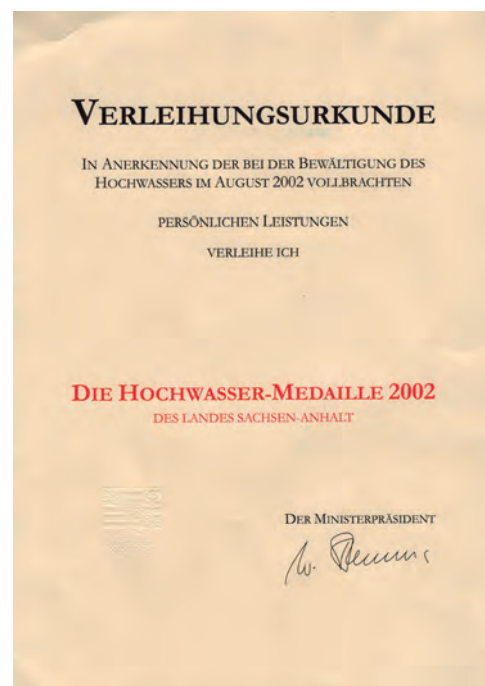 VERLEIHUNGSURKUNDE
IN ANERKENNUNG DER BEI DER BEWÄLTIGUNG DES
HOCHWASSERS IM AUGUST 2002 VOLLBRACHTEN
PERSÖNLICHEN LEISTUNGEN
VERLEIHE ICH
DIE HOCHWASSER-MEDAILLE 2002
DES LANDES SACHSEN-ANHALT
DER MINISTERPRÄSIDENT
W.